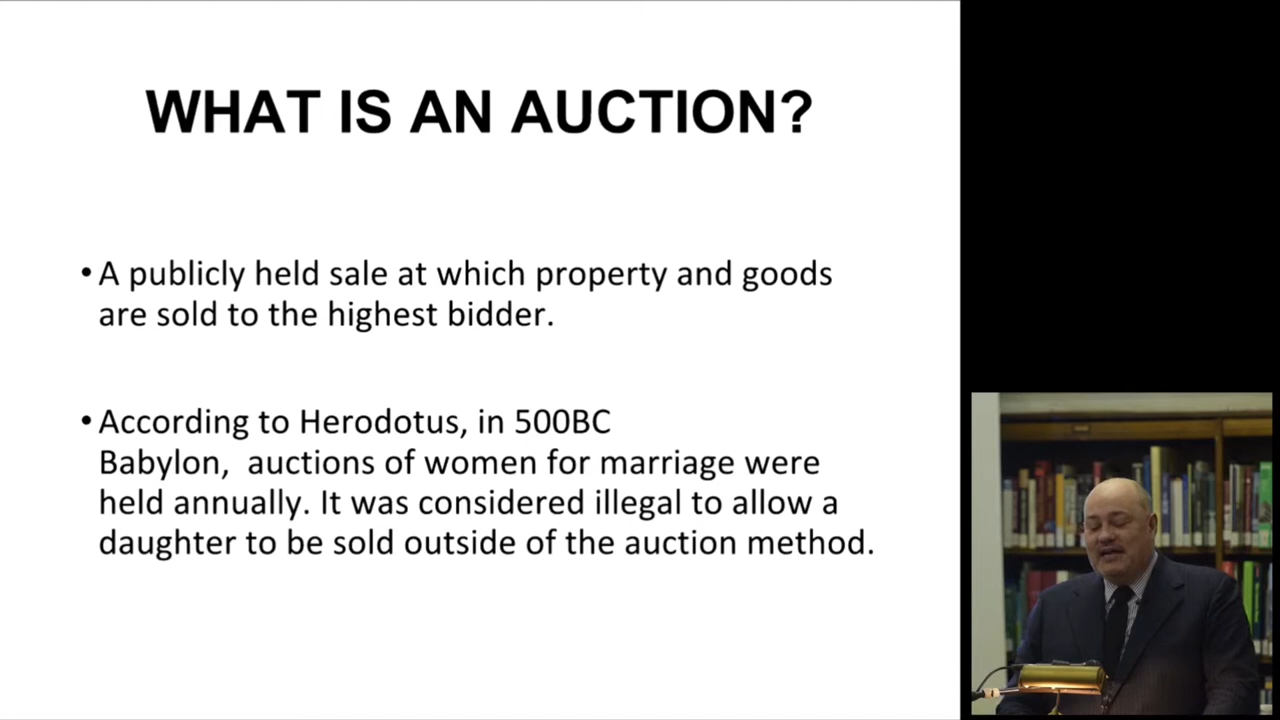 WHAT IS AN AUCTION?
• A publicly held sale at which property and goods
are sold to the highest bidder.
• According to Herodotus, in 500BC
Babylon,  auctions of women for marriage were
held annually. It was considered illegal to allow a
daughter to be sold outside of the auction method.